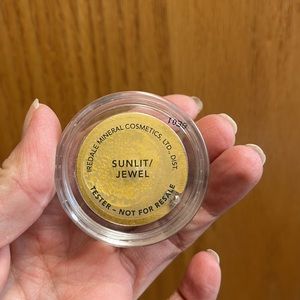 IREDALE MINERAL COSMETICS, LTD., DIST.
SUNLIT/
JEWEL
TESTER – NOT FOR RESALE